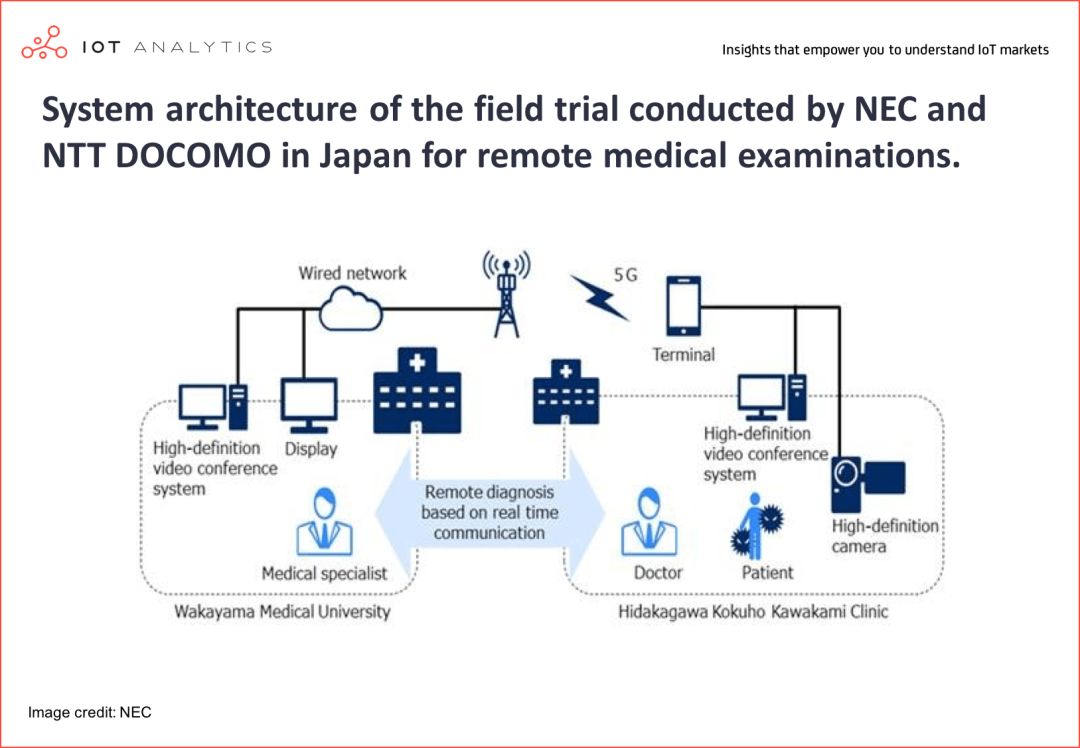 IOT ANALYTICS
Insights that empower you to understand IoT markets
System architecture of the field trial conducted by NEC and
NTT DOCOMO in Japan for remote medical examinations.
Wired network
5G
Terminal
High-definition
video conference
system
Display
High-definition
video conference
system
Remote diagnosis
based on real time
communication
High-definition
camera
Medical specialist
Doctor
Patient
Wakayama Medical University
Hidakagawa Kokuho Kawakami Clinic
Image credit: NEC